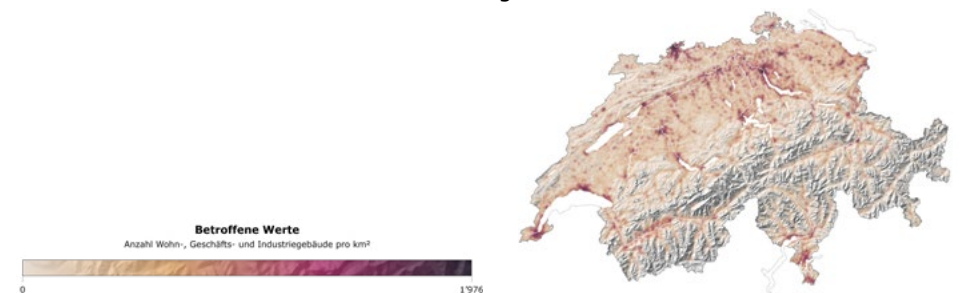 Betroffene Werte
Anzahl Wohn-, Geschäfts- und Industriegebäude pro km²
0
1'976